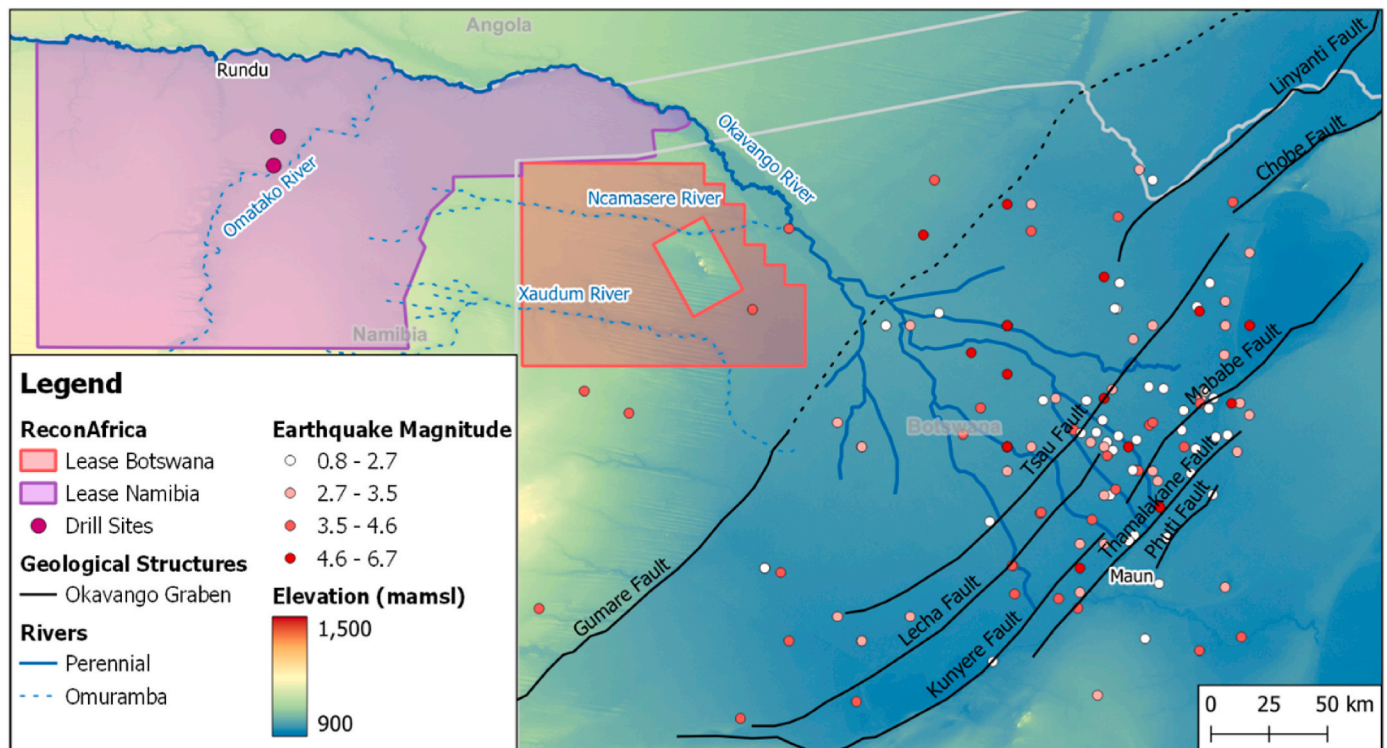 Angola
Rundu
Linyanti Fault
Okavango River
Chobe Fault
Omatako River
Ncamasere River
Xaudum River
Namibia
Mababe Fault
Botswana
Tsau Fault
Thamalakane Fault
Phuti Fault
Maun
Gumare Fault
Lecha Fault
Kunyere Fault
Legend
ReconAfrica
Lease Botswana
Lease Namibia
Drill Sites
Geological Structures
Okavango Graben
Rivers
Perennial
Omuramba
Earthquake Magnitude
0.8 - 2.7
2.7 - 3.5
3.5 - 4.6
4.6 - 6.7
Elevation (mamsl)
1,500
900
0 25 50 km